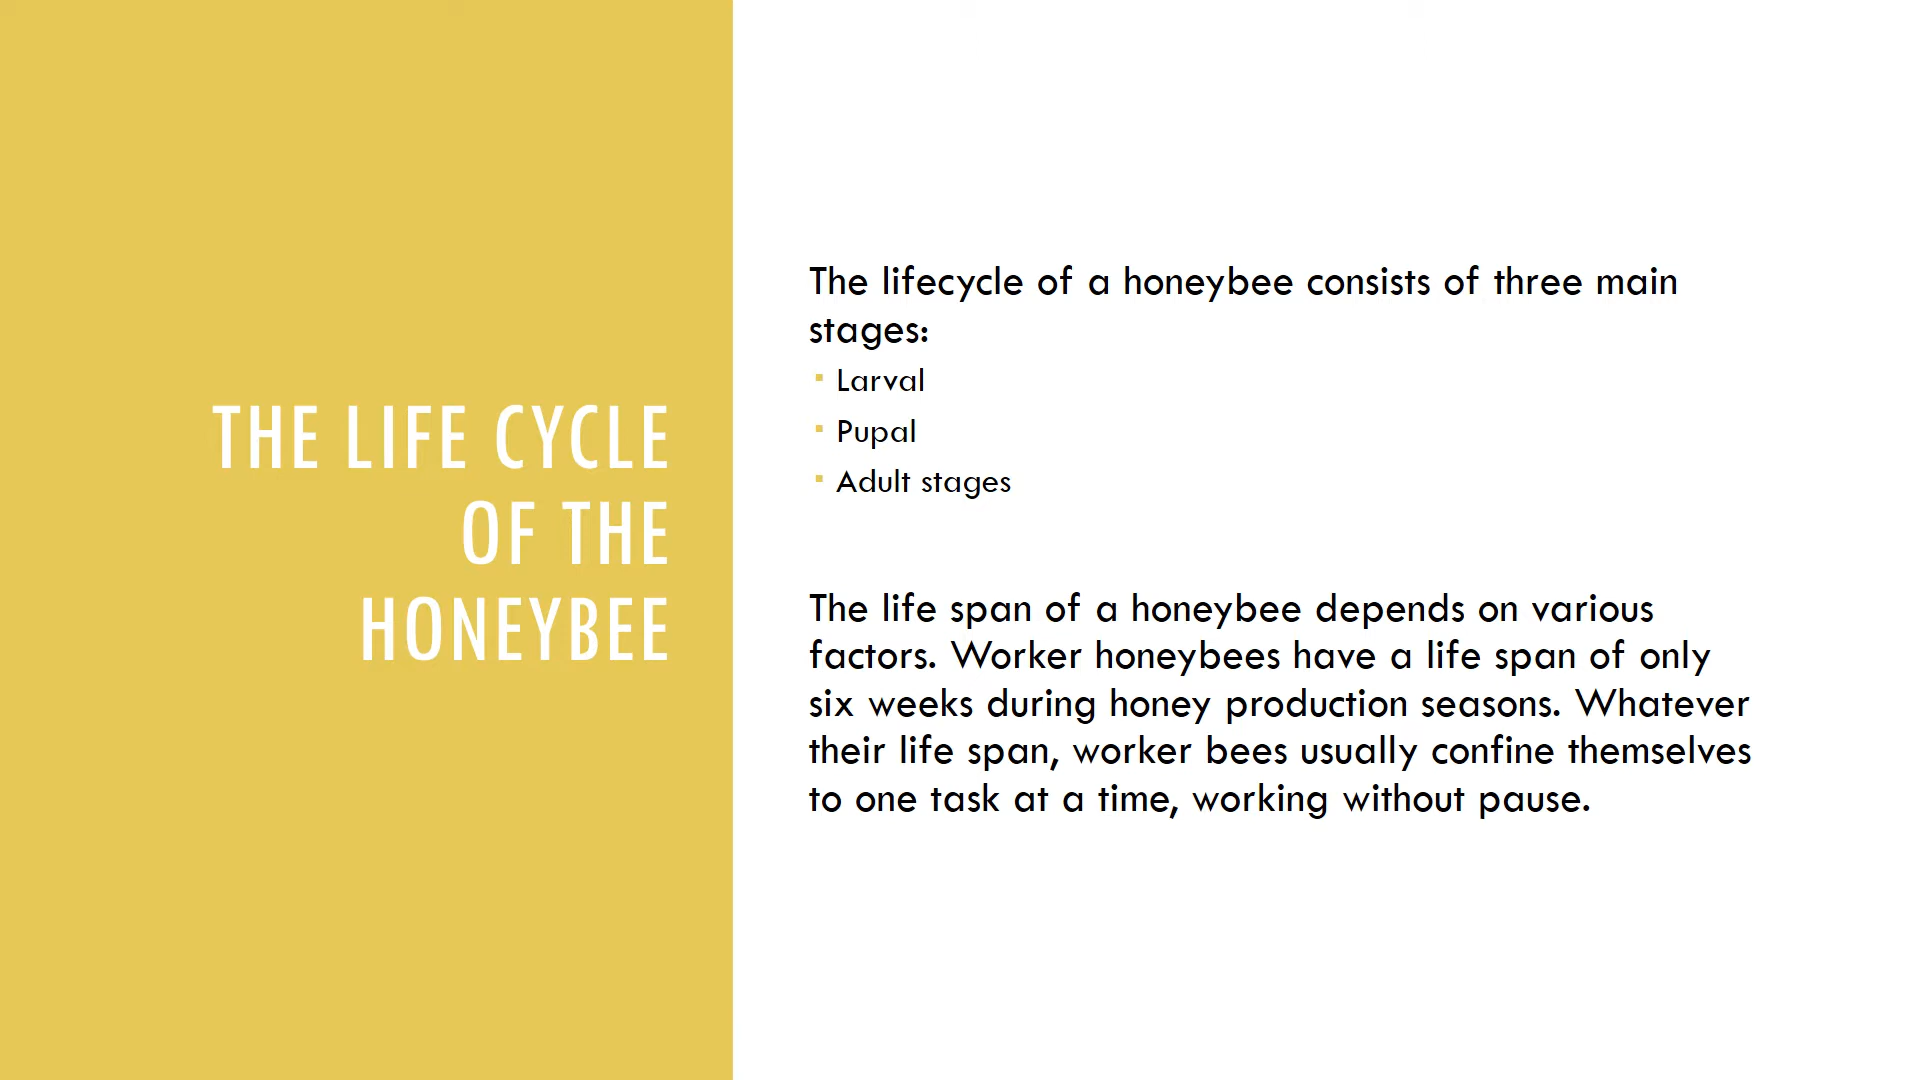 THE LIFE CYCLE
OF THE
HONEYBEE
The lifecycle of a honeybee consists of three main
stages:
Larval
Pupal
Adult stages
The life span of a honeybee depends on various
factors. Worker honeybees have a life span of only
six weeks during honey production seasons. Whatever
their life span, worker bees usually confine themselves
to one task at a time, working without pause.